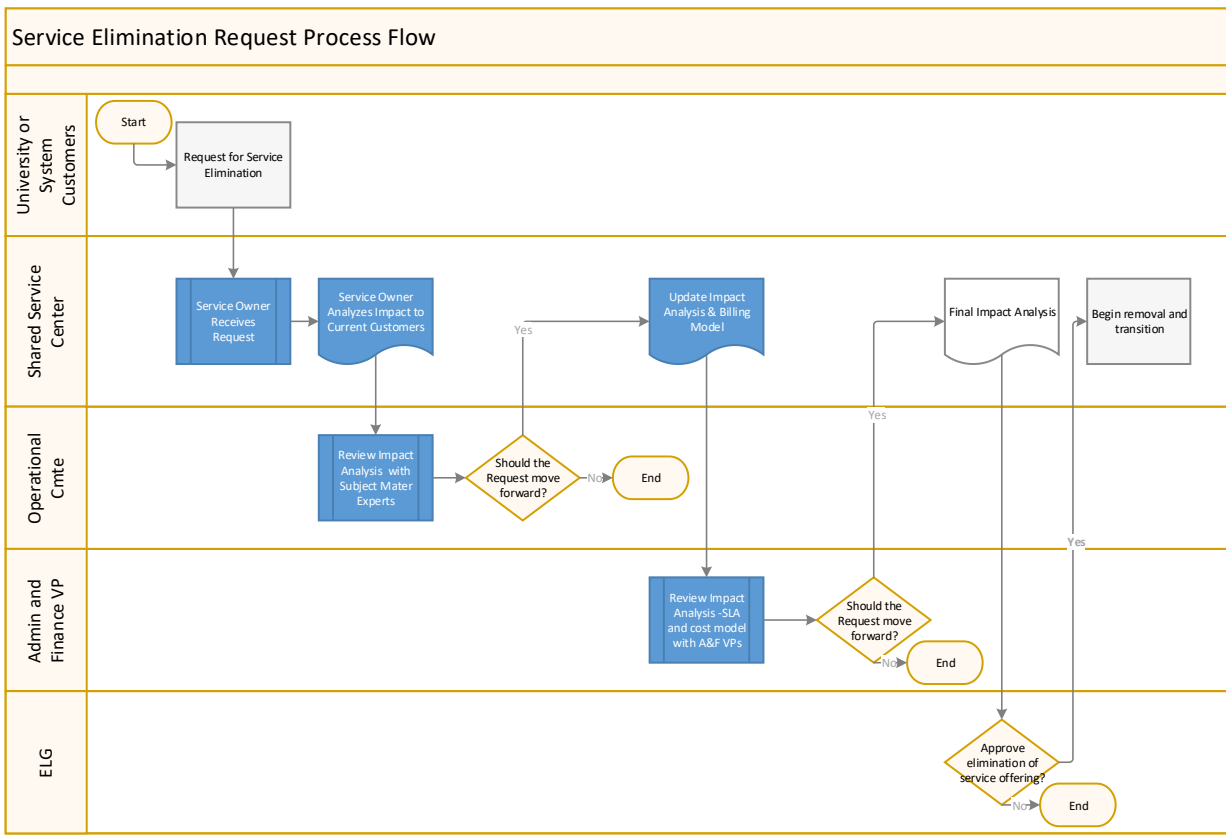 Service Elimination Request Process Flow
University or
System
Customers
Start
Request for Service
Elimination
Shared Service
Center
Service Owner
Receives
Request
Service Owner
Analyzes Impact to
Current Customers
Yes
Update Impact
Analysis & Billing
Model
Yes
Final Impact Analysis
Begin removal and
transition
Operational
Cmte
Review Impact
Analysis with
Subject Mater
Experts
Should the
Request move
forward?
No
End
Yes
Admin and
Finance VP
Review Impact
Analysis -SLA
and cost model
with A&F VPs
Should the
Request move
forward?
No
End
ELG
Approve
elimination of
service offering?
No
End